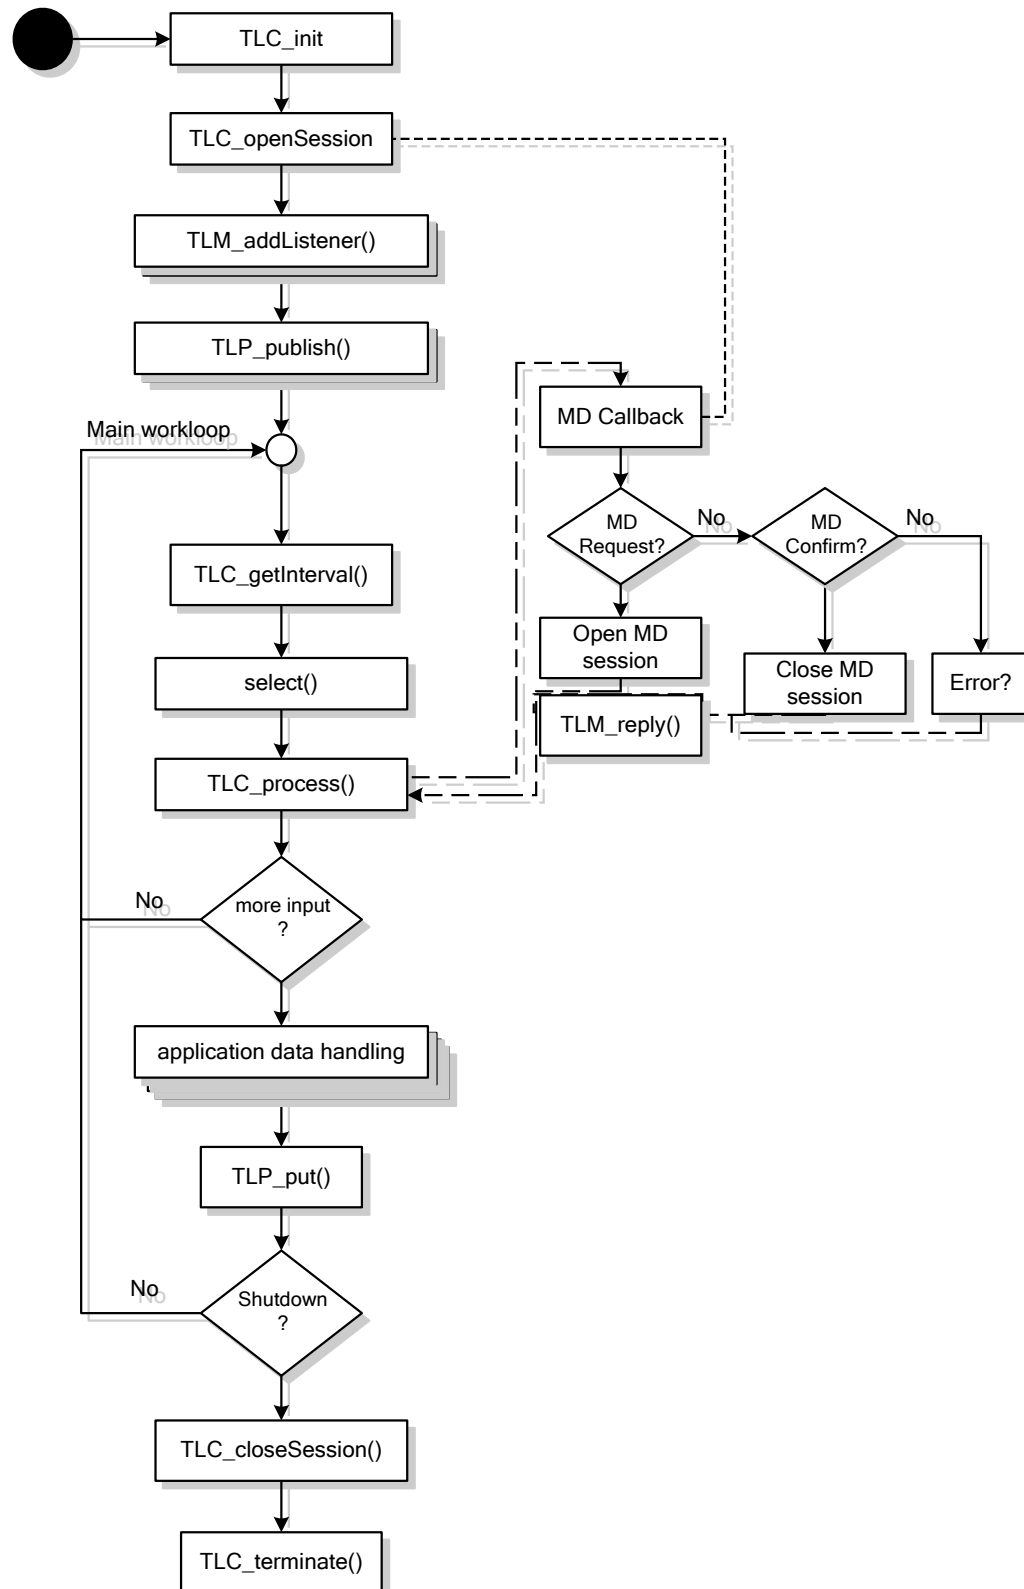 TLC_init
TLC_openSession
TLM_addListener()
TLP_publish()
Main workloop
TLC_getInterval()
select()
TLC_process()
No
more input
?
application data handling
TLP_put()
No
Shutdown
?
TLC_closeSession()
TLC_terminate()
MD Callback
MD
Request?
No
MD
Confirm?
No
Open MD
session
TLM_reply()
Close MD
session
Error?